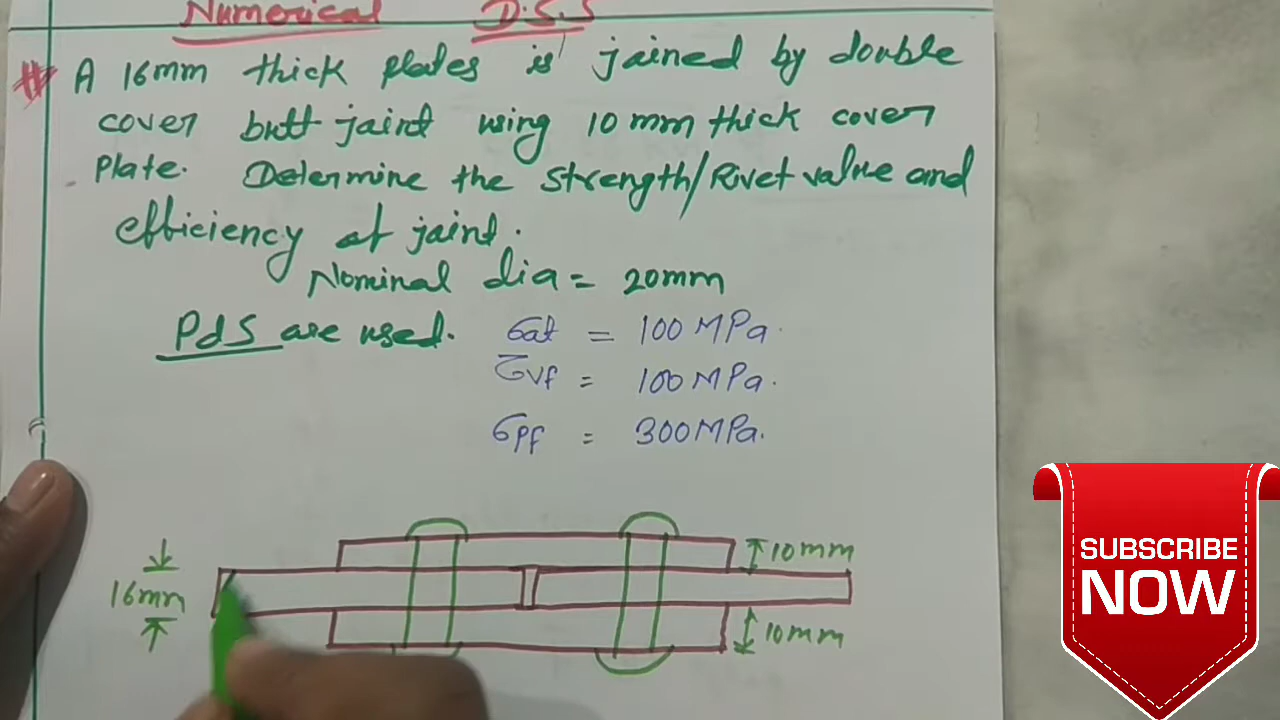 Numerical D.S.S
# A 16mm thick plates is jained by double
cover butt jaint using 10 mm thick cover
Plate. Determine the strength/Rivet value and
efficiency of jaint.
Nominal dia = 20mm
PdS are used. σat = 100 MPa.
τvf = 100 MPa.
σpf = 300 MPa.
10mm
16mm
10mm
SUBSCRIBE
NOW